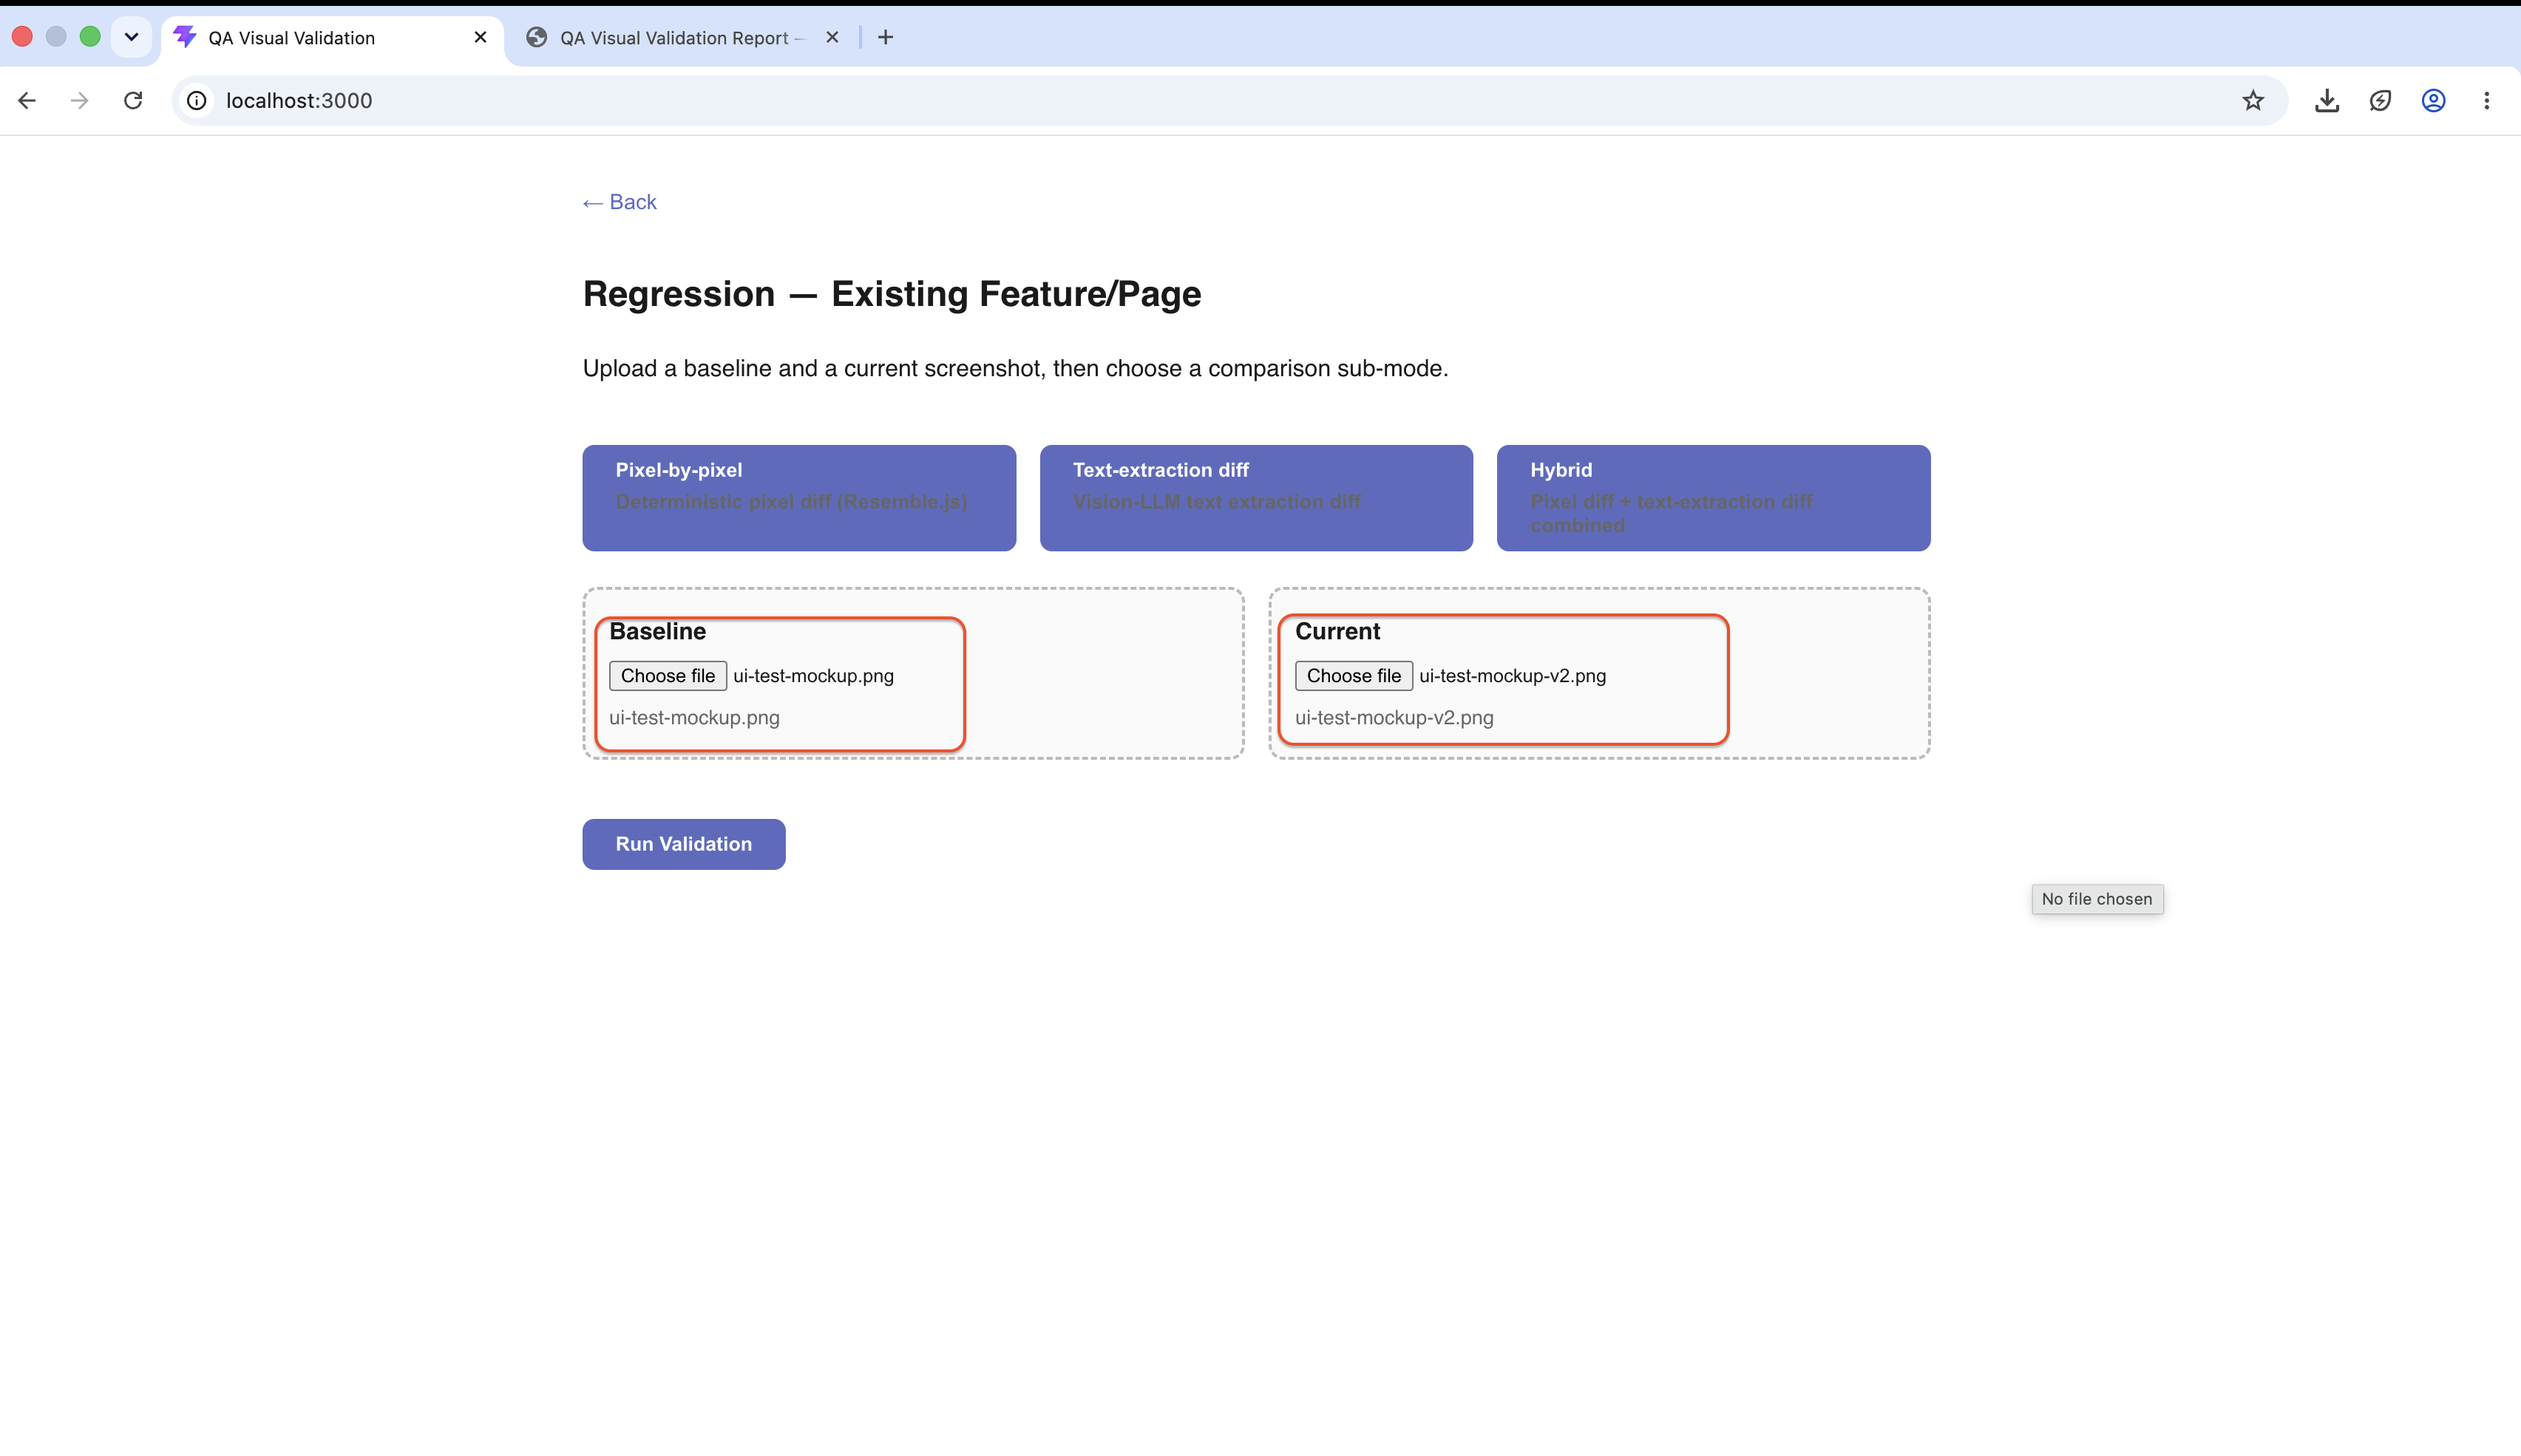 QA Visual Validation
QA Visual Validation Report –
localhost:3000
← Back
Regression — Existing Feature/Page
Upload a baseline and a current screenshot, then choose a comparison sub-mode.
Pixel-by-pixel
Deterministic pixel diff (Resemble.js)
Text-extraction diff
Vision-LLM text extraction diff
Hybrid
Pixel diff + text-extraction diff
combined
Baseline
Choose file ui-test-mockup.png
ui-test-mockup.png
Current
Choose file ui-test-mockup-v2.png
ui-test-mockup-v2.png
Run Validation
No file chosen